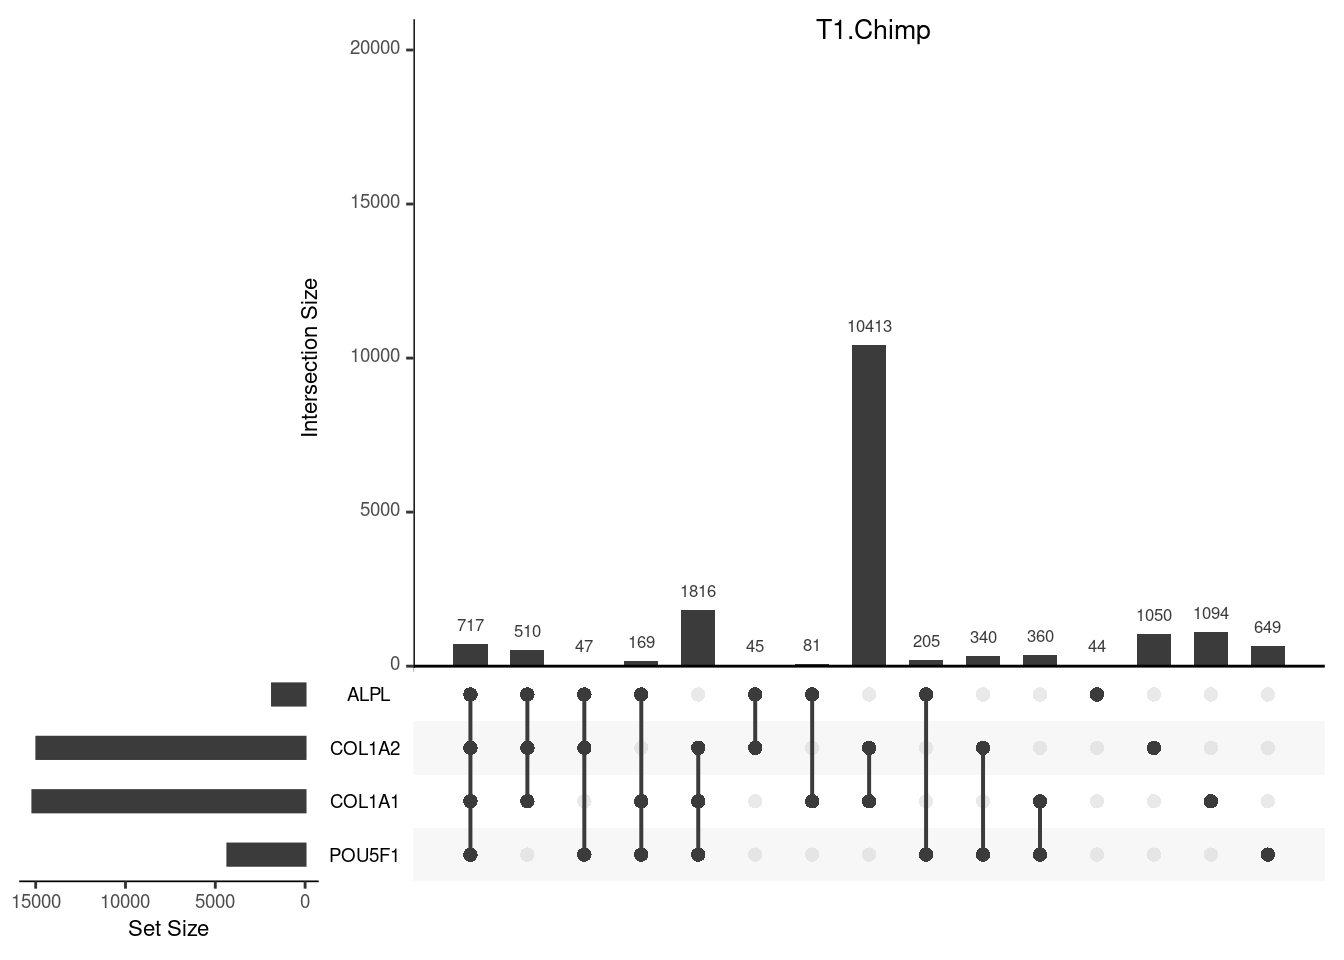 T1.Chimp
20000
15000
10000
5000
0
Intersection Size
717 510 47 169 1816 45 81 10413 205 340 360 44 1050 1094 649
ALPL
COL1A2
COL1A1
POU5F1
15000 10000 5000 0
Set Size